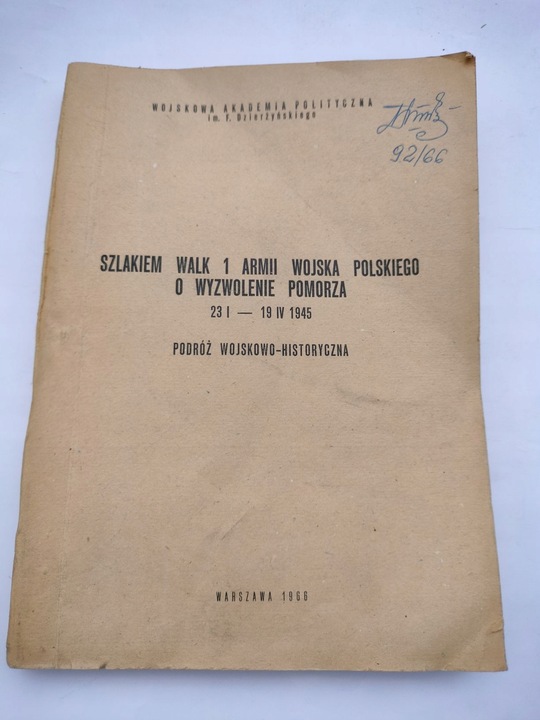 WOJSKOWA AKADEMIA POLITYCZNA
im. F. Dzierżyńskiego
92/66
SZLAKIEM WALK 1 ARMII WOJSKA POLSKIEGO
O WYZWOLENIE POMORZA
23 I — 19 IV 1945
PODRÓŻ WOJSKOWO-HISTORYCZNA
WARSZAWA 1966